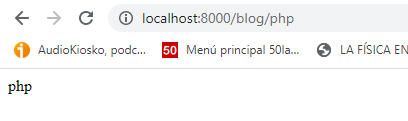 localhost:8000/blog/php
AudioKiosko, podc... 50 Menú principal 50la... LA FÍSICA EN
php